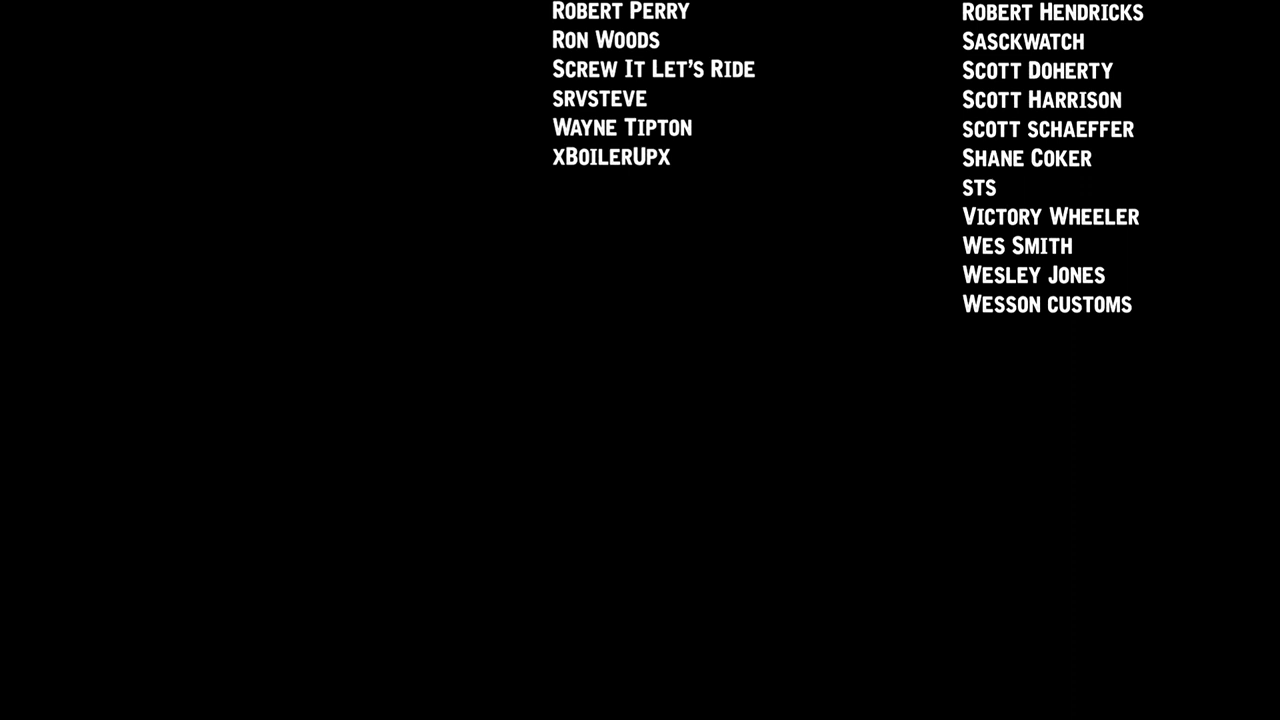 Robert Perry
Ron Woods
Screw It Let's Ride
srvsteve
Wayne Tipton
xBoilerUpx
Robert Hendricks
Sasckwatch
Scott Doherty
Scott Harrison
scott schaeffer
Shane Coker
sts
Victory Wheeler
Wes Smith
Wesley Jones
Wesson customs